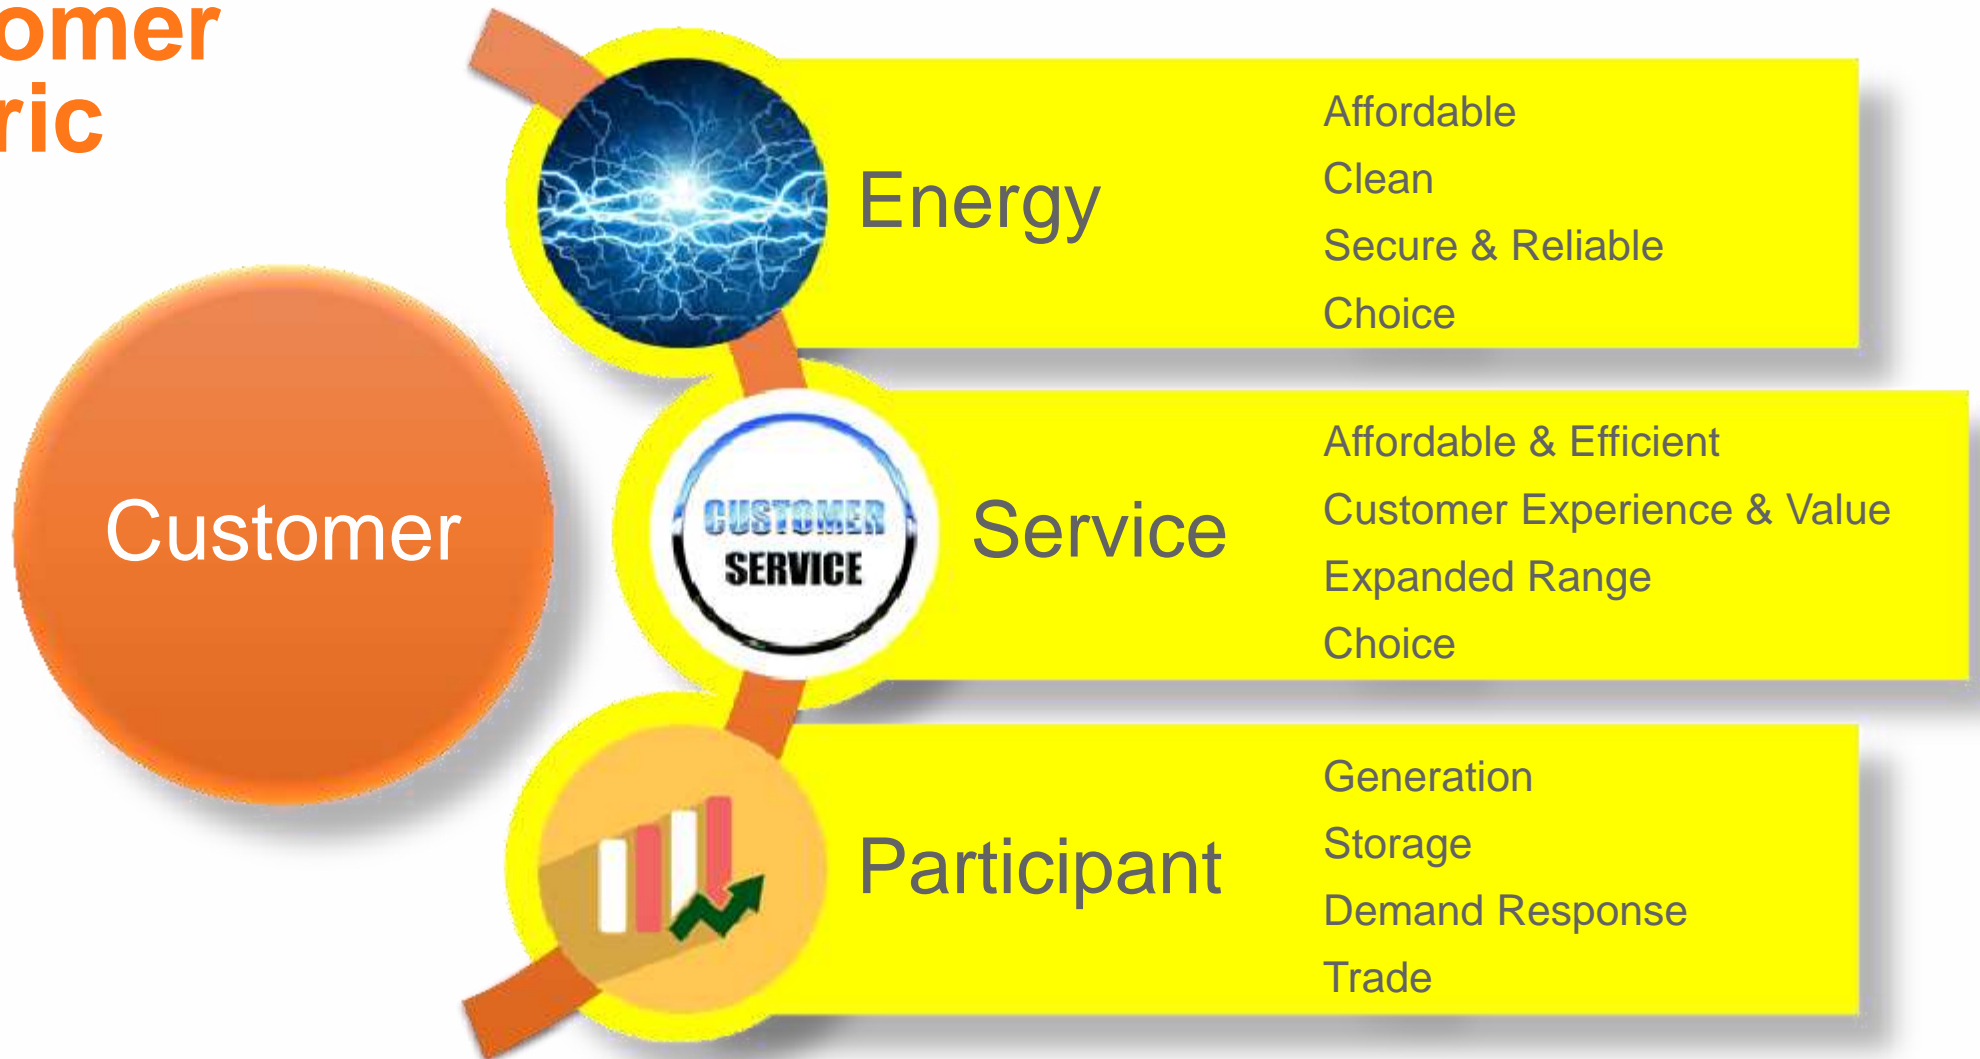 omer
ric
Customer
Energy
Affordable
Clean
Secure & Reliable
Choice
CUSTOMER
SERVICE
Service
Affordable & Efficient
Customer Experience & Value
Expanded Range
Choice
Participant
Generation
Storage
Demand Response
Trade